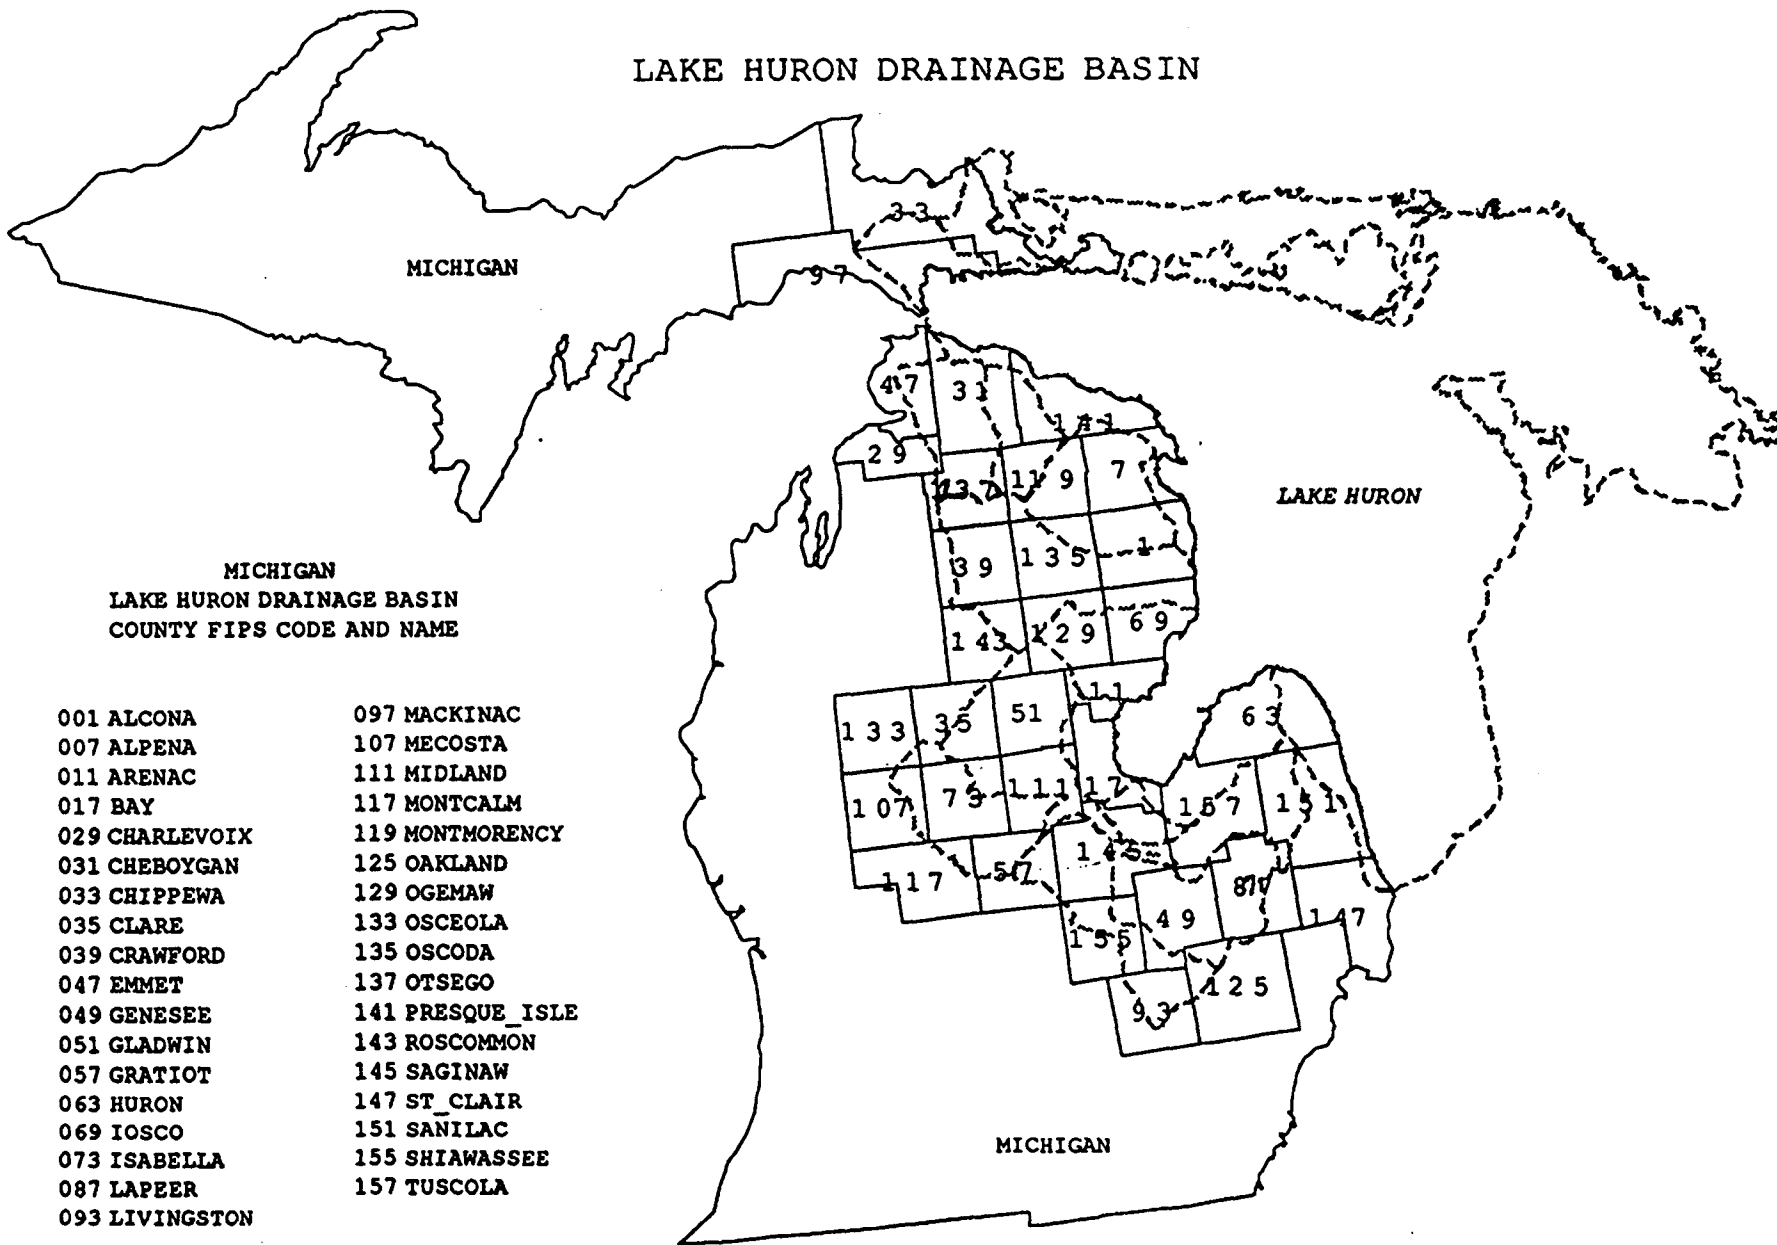 LAKE HURON DRAINAGE BASIN
33
MICHIGAN
97
47
31
141
29
137
119
7
LAKE HURON
39
135
1
MICHIGAN
LAKE HURON DRAINAGE BASIN
COUNTY FIPS CODE AND NAME
143
129
69
11
133
35
51
63
107
73
111
17
157
151
117
57
145
87
49
147
155
125
93
001 ALCONA
007 ALPENA
011 ARENAC
017 BAY
029 CHARLEVOIX
031 CHEBOYGAN
033 CHIPPEWA
035 CLARE
039 CRAWFORD
047 EMMET
049 GENESEE
051 GLADWIN
057 GRATIOT
063 HURON
069 IOSCO
073 ISABELLA
087 LAPEER
093 LIVINGSTON
097 MACKINAC
107 MECOSTA
111 MIDLAND
117 MONTCALM
119 MONTMORENCY
125 OAKLAND
129 OGEMAW
133 OSCEOLA
135 OSCODA
137 OTSEGO
141 PRESQUE_ISLE
143 ROSCOMMON
145 SAGINAW
147 ST_CLAIR
151 SANILAC
155 SHIAWASSEE
157 TUSCOLA
MICHIGAN